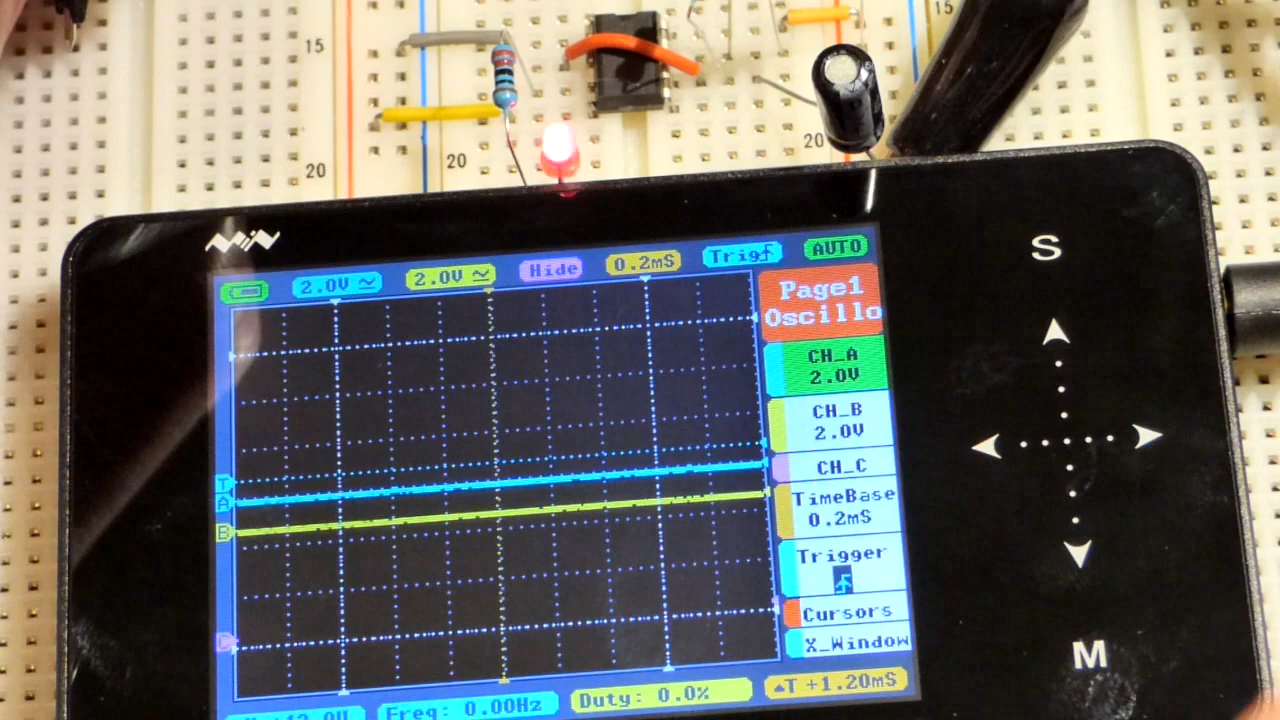 15
15
20
20
20
MiN
S
2.0V
2.0V
Hide
0.2mS
Trig
AUTO
Page1
Oscillo
CH_A
2.0V
CH_B
2.0V
CH_C
TimeBase
0.2mS
Trigger
Cursors
X_Window
T
A
B
M
Freq: 0.00Hz
Duty: 0.0%
▲T +1.20mS